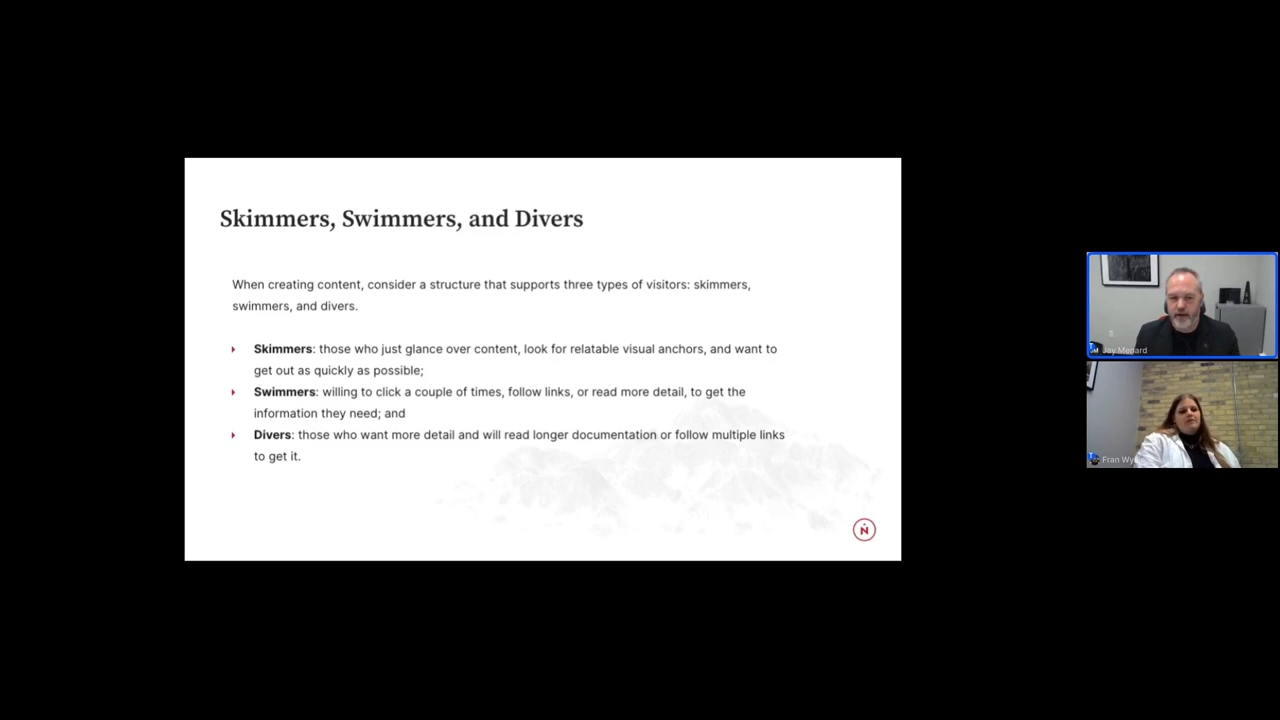 Skimmers, Swimmers, and Divers
When creating content, consider a structure that supports three types of visitors: skimmers,
swimmers, and divers.
Skimmers: those who just glance over content, look for relatable visual anchors, and want to
get out as quickly as possible;
Swimmers: willing to click a couple of times, follow links, or read more detail, to get the
information they need; and
Divers: those who want more detail and will read longer documentation or follow multiple links
to get it.
N
Jay Menard
Fran